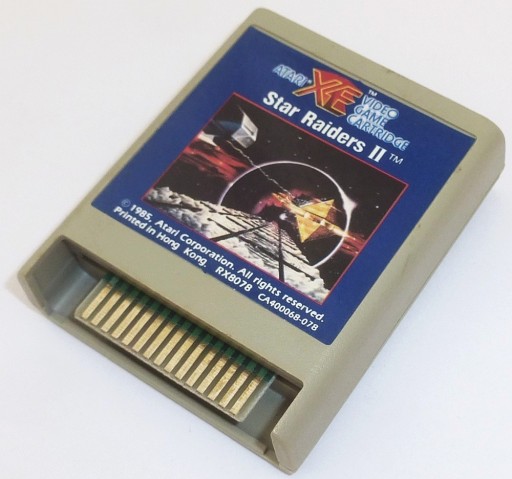 ATARI® XE™ VIDEO
GAME
CARTRIDGE
Star Raiders II™
© 1985, Atari Corporation. All rights reserved.
Printed in Hong Kong RX8078 CA400068-078